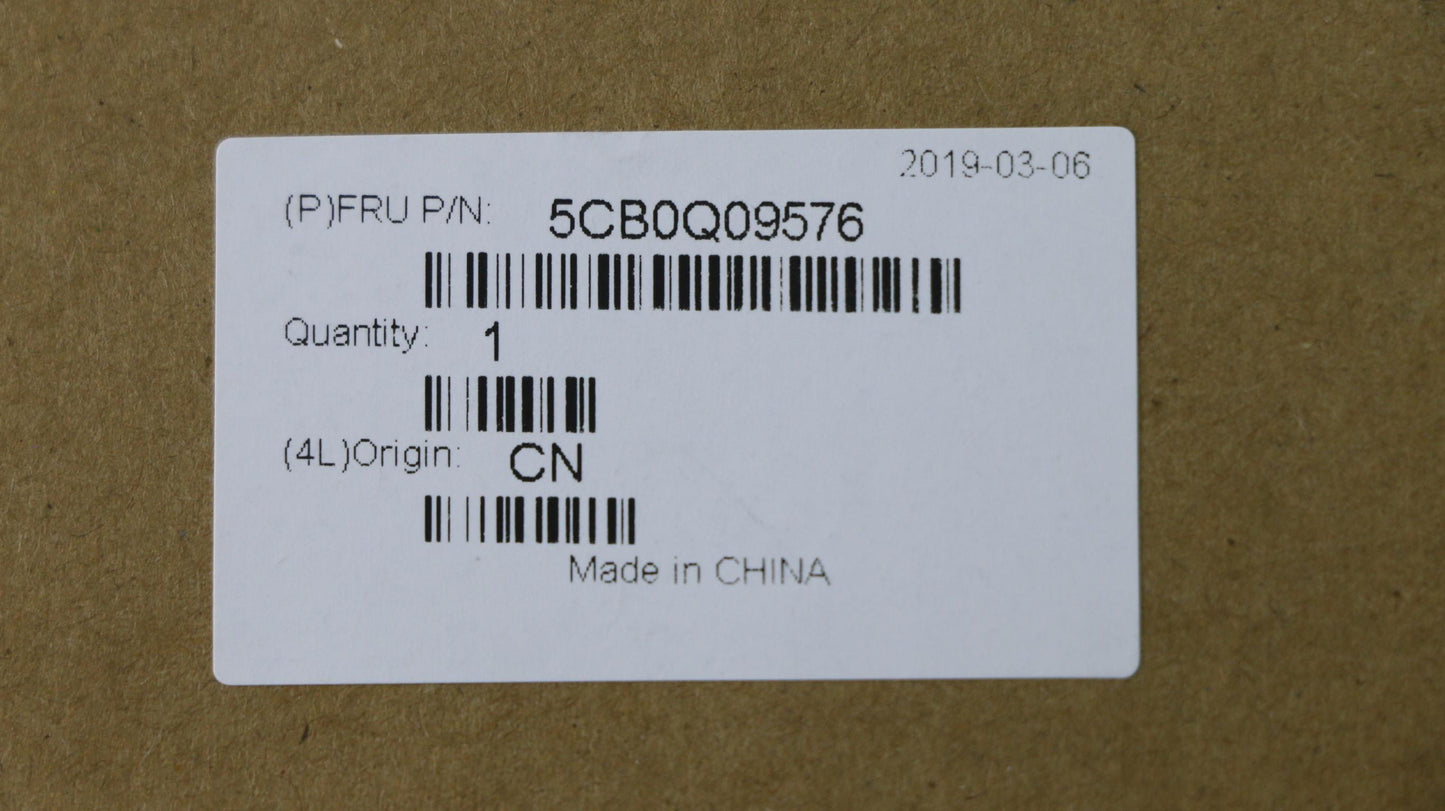 2019-03-06
(P)FRU P/N: 5CB0Q09576
Quantity: 1
(4L)Origin: CN
Made in CHINA